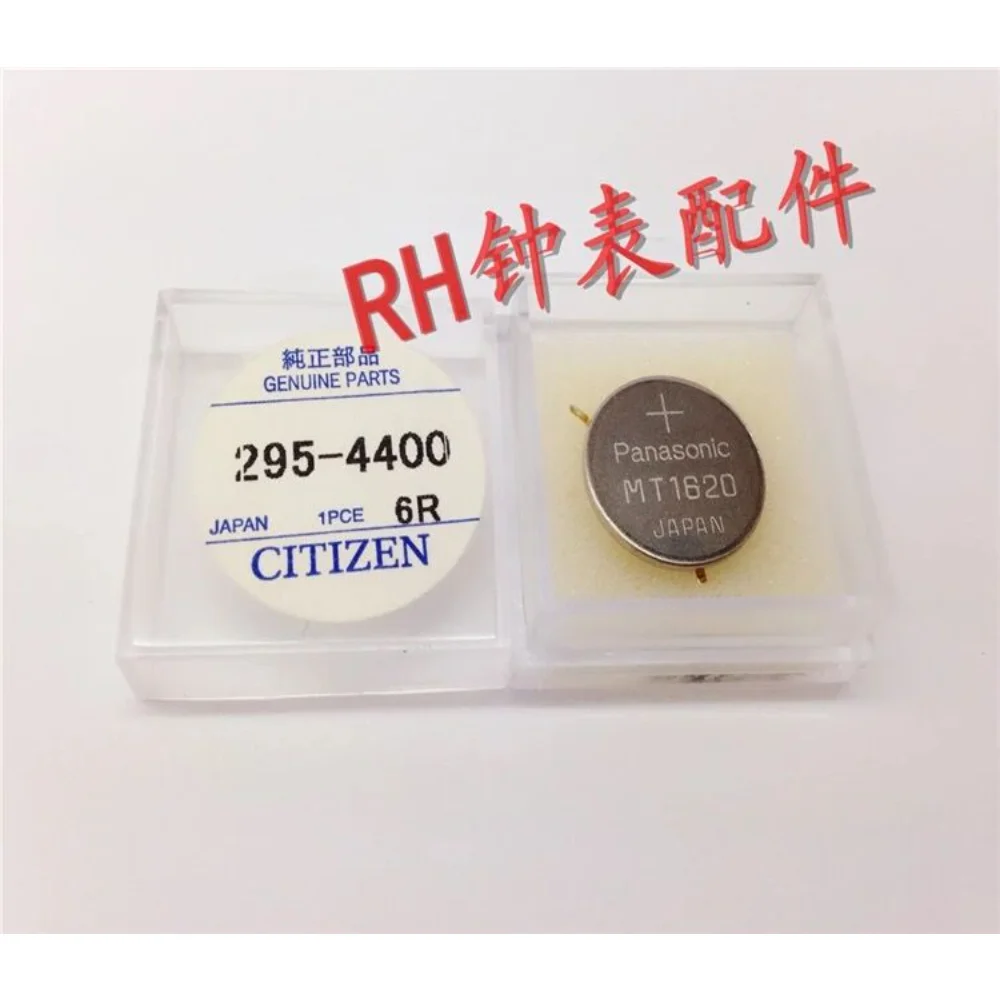 RH钟表配件
純正部品
GENUINE PARTS
295-4400
JAPAN 1PCE 6R
CITIZEN
+
Panasonic
MT1620
JAPAN